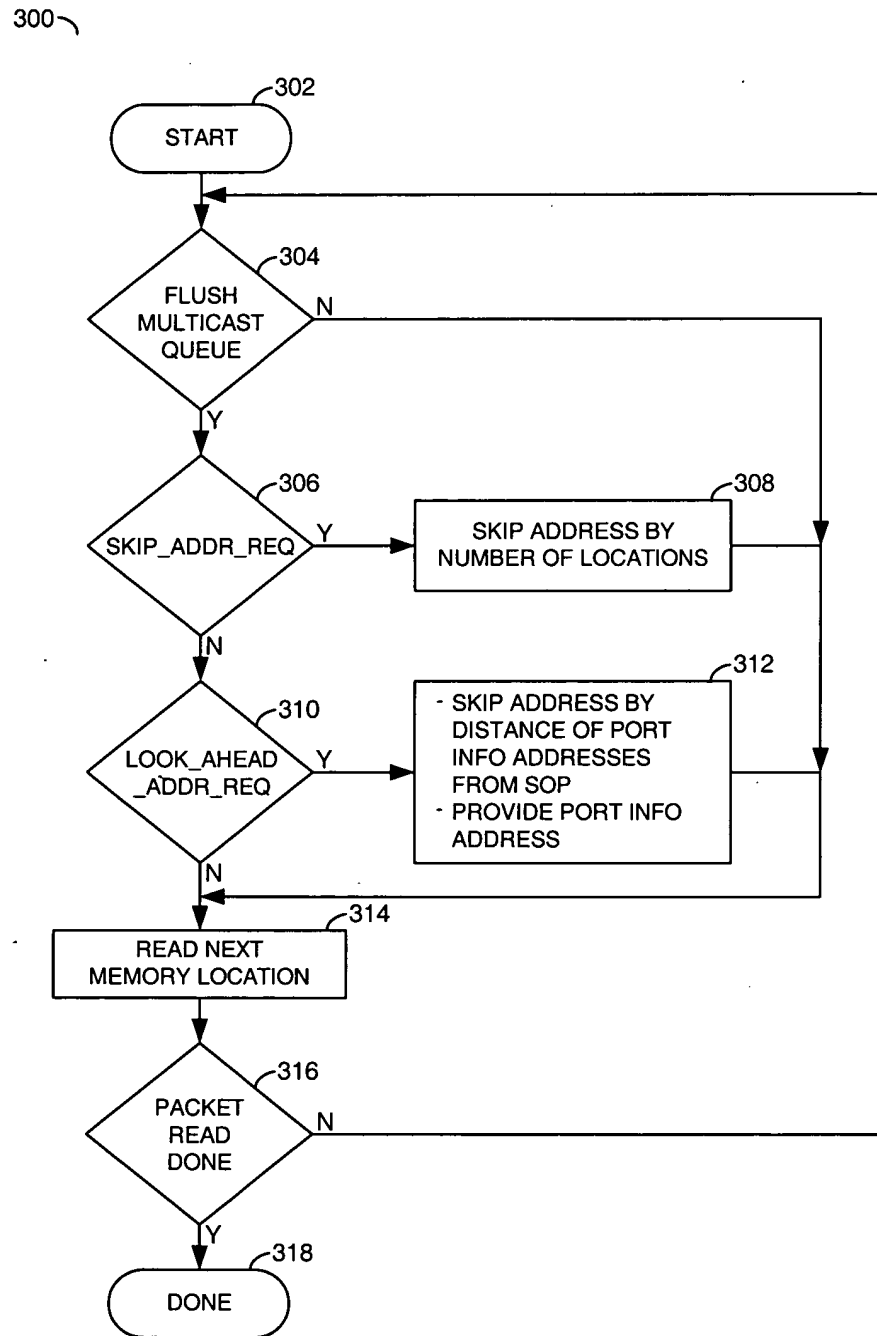 300
302
START
304
FLUSH
MULTICAST
QUEUE
N
Y
306
SKIP_ADDR_REQ
Y
308
SKIP ADDRESS BY
NUMBER OF LOCATIONS
N
310
LOOK_AHEAD
_ADDR_REQ
Y
312
- SKIP ADDRESS BY
DISTANCE OF PORT
INFO ADDRESSES
FROM SOP
- PROVIDE PORT INFO
ADDRESS
N
314
READ NEXT
MEMORY LOCATION
316
PACKET
READ
DONE
N
Y
318
DONE